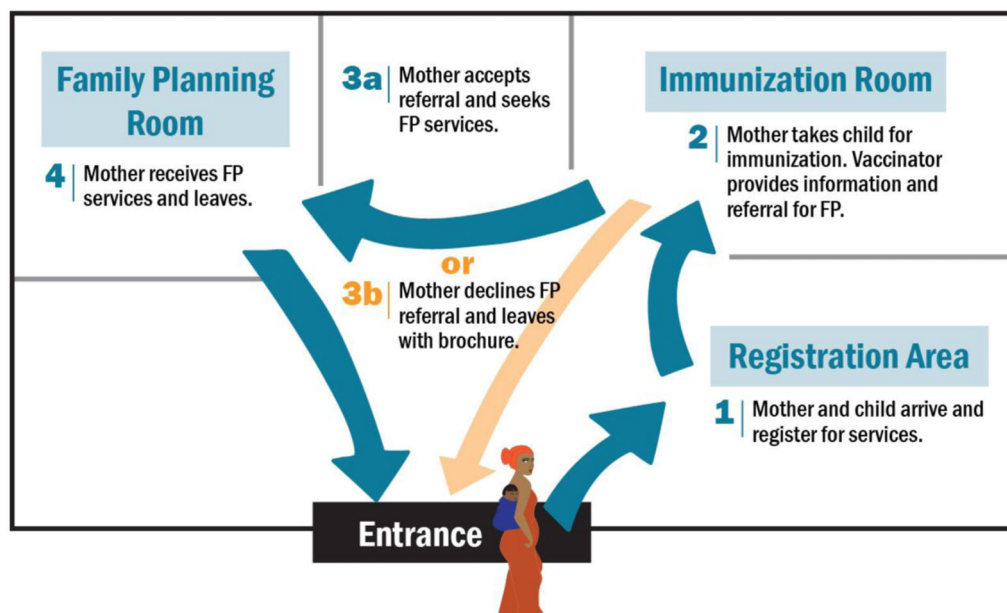 Family Planning
Room
4
Mother receives FP
services and leaves.
3a
Mother accepts
referral and seeks
FP services.
Immunization Room
2
Mother takes child for
immunization. Vaccinator
provides information and
referral for FP.
or
3b
Mother declines FP
referral and leaves
with brochure.
Registration Area
1
Mother and child arrive and
register for services.
Entrance